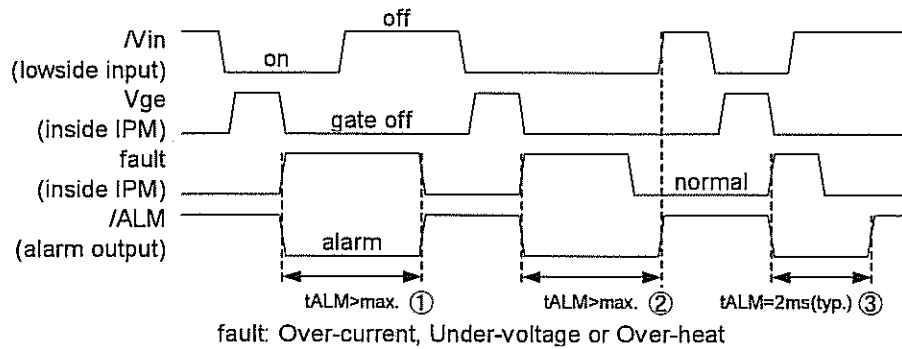 off
/Vin
(lowside input)
on
Vge
(inside IPM)
gate off
fault
(inside IPM)
normal
/ALM
(alarm output)
alarm
tALM>max. ①
tALM>max. ②
tALM=2ms(typ.) ③
fault: Over-current, Under-voltage or Over-heat